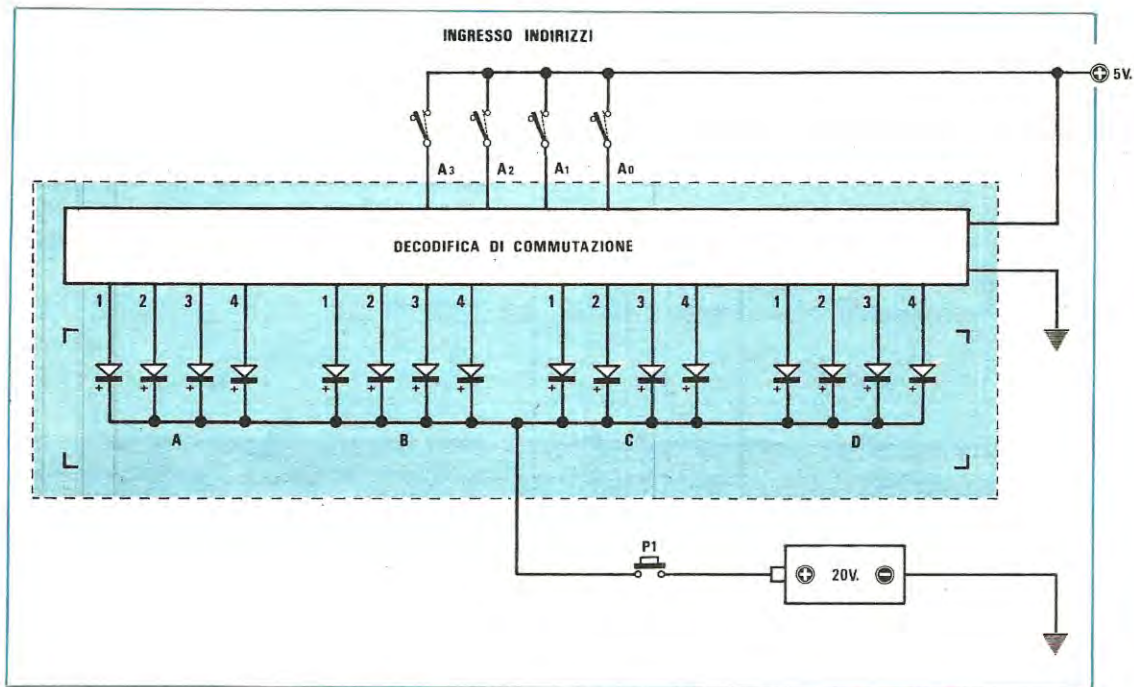 INGRESSO INDIRIZZI
5V.
A3 A2 A1 A0
DECODIFICA DI COMMUTAZIONE
1 2 3 4 1 2 3 4 1 2 3 4 1 2 3 4
+ + + + + + + + + + + + + + + +
A B C D
P1
+ 20V. -